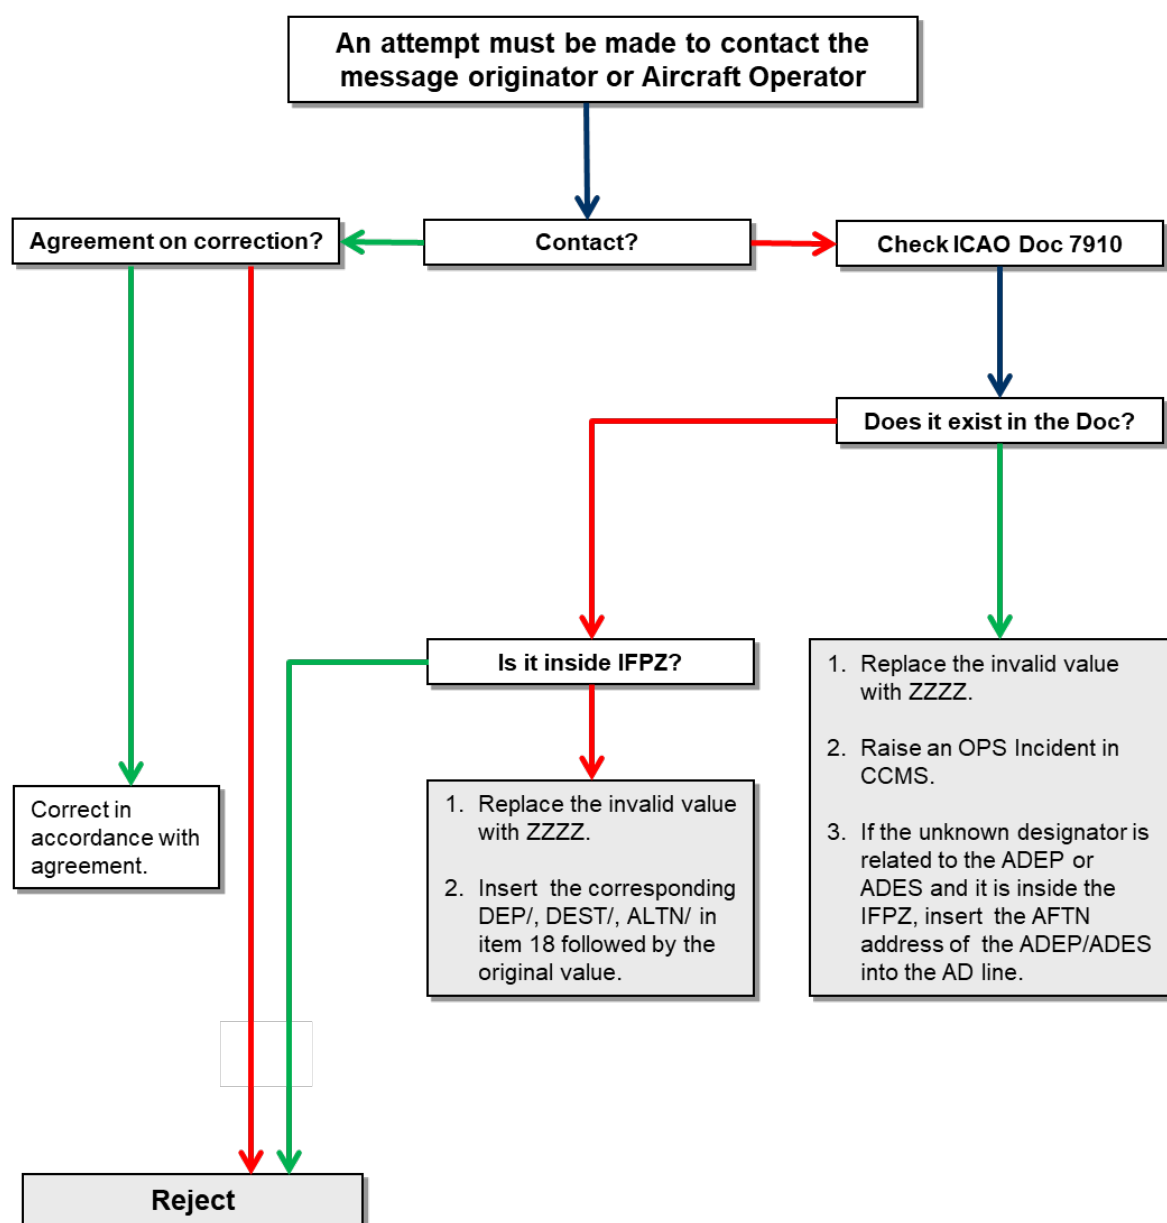 An attempt must be made to contact the
message originator or Aircraft Operator
Agreement on correction?
Contact?
Check ICAO Doc 7910
Does it exist in the Doc?
Is it inside IFPZ?
1. Replace the invalid value
with ZZZZ.
2. Raise an OPS Incident in
CCMS.
3. If the unknown designator is
related to the ADEP or
ADES and it is inside the
IFPZ, insert the AFTN
address of the ADEP/ADES
into the AD line.
Correct in
accordance with
agreement.
1. Replace the invalid value
with ZZZZ.
2. Insert the corresponding
DEP/, DEST/, ALTN/ in
item 18 followed by the
original value.
Reject